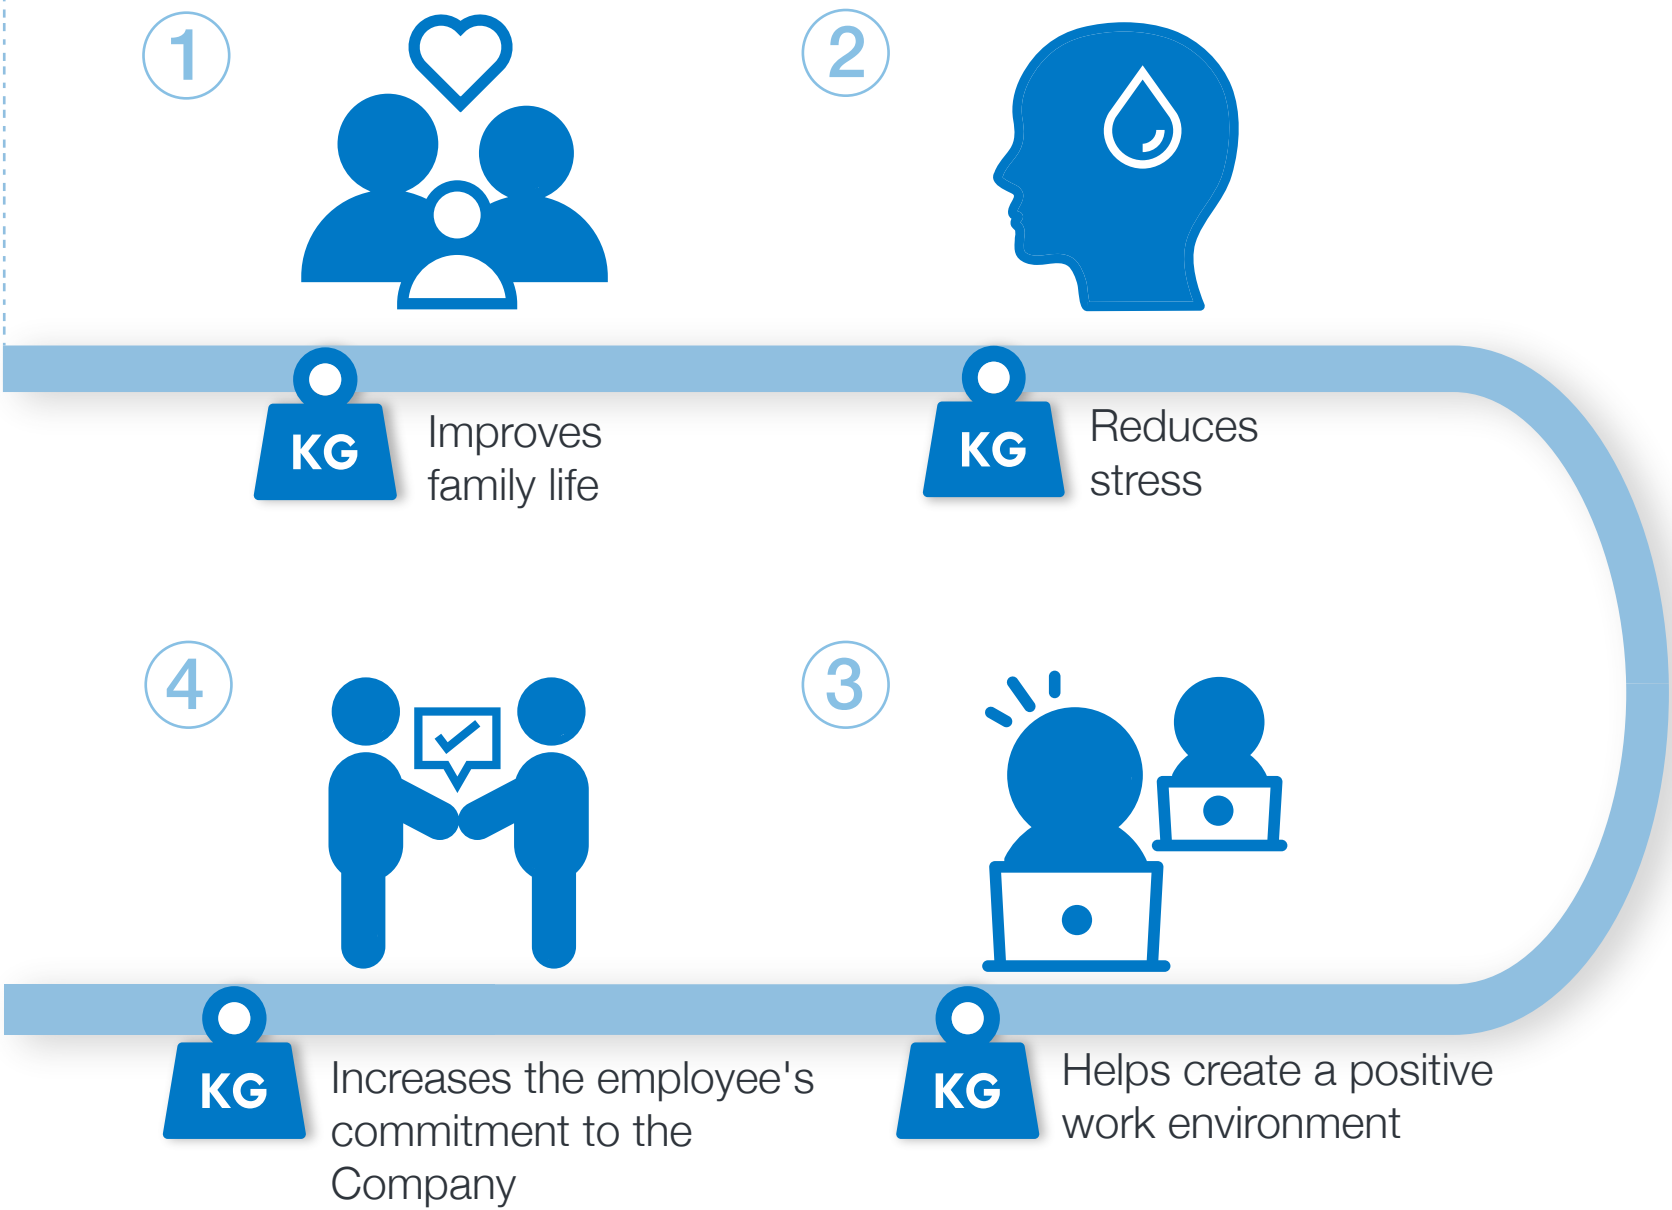 1
2
KG
Improves
family life
KG
Reduces
stress
4
3
KG
Increases the employee's
commitment to the
Company
KG
Helps create a positive
work environment